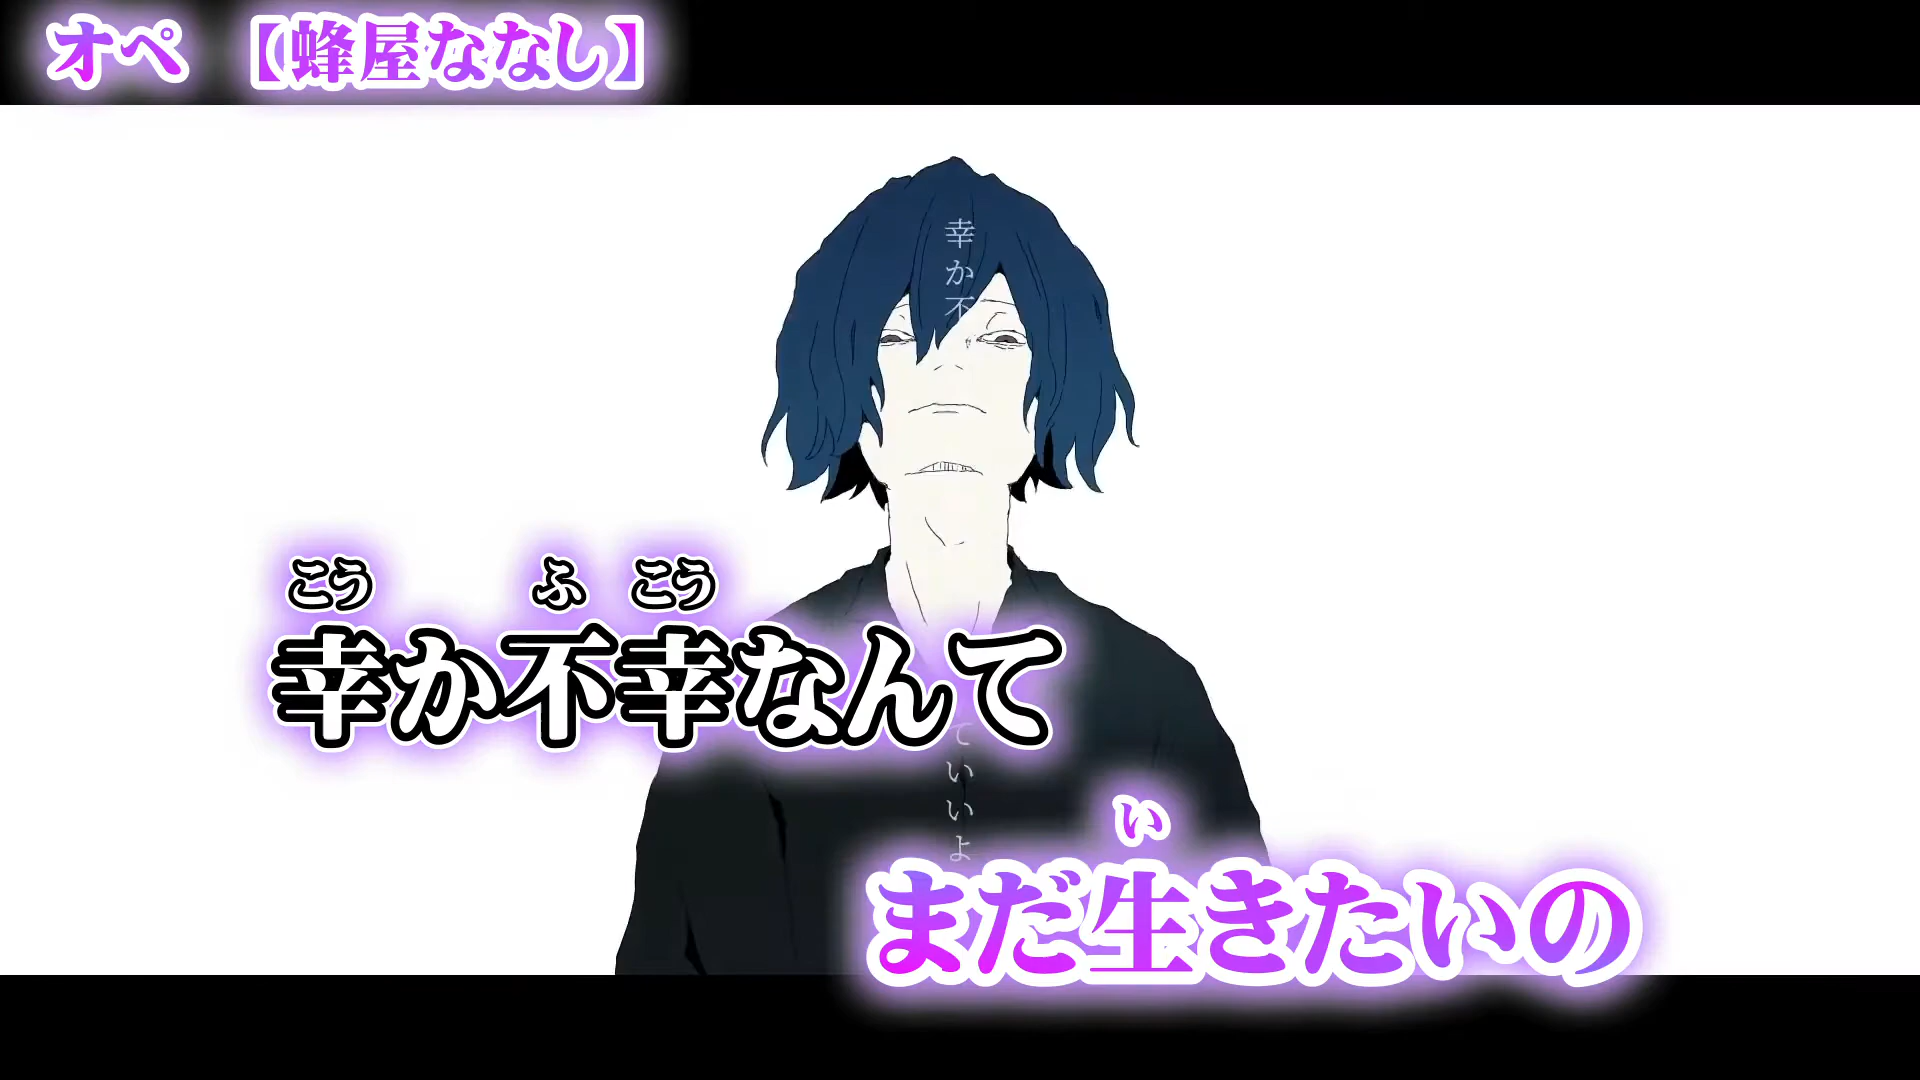 オペ 【蜂屋ななし】
幸か不
こう ふ こう
幸か不幸なんて
ていいよ
い
まだ生きたいの